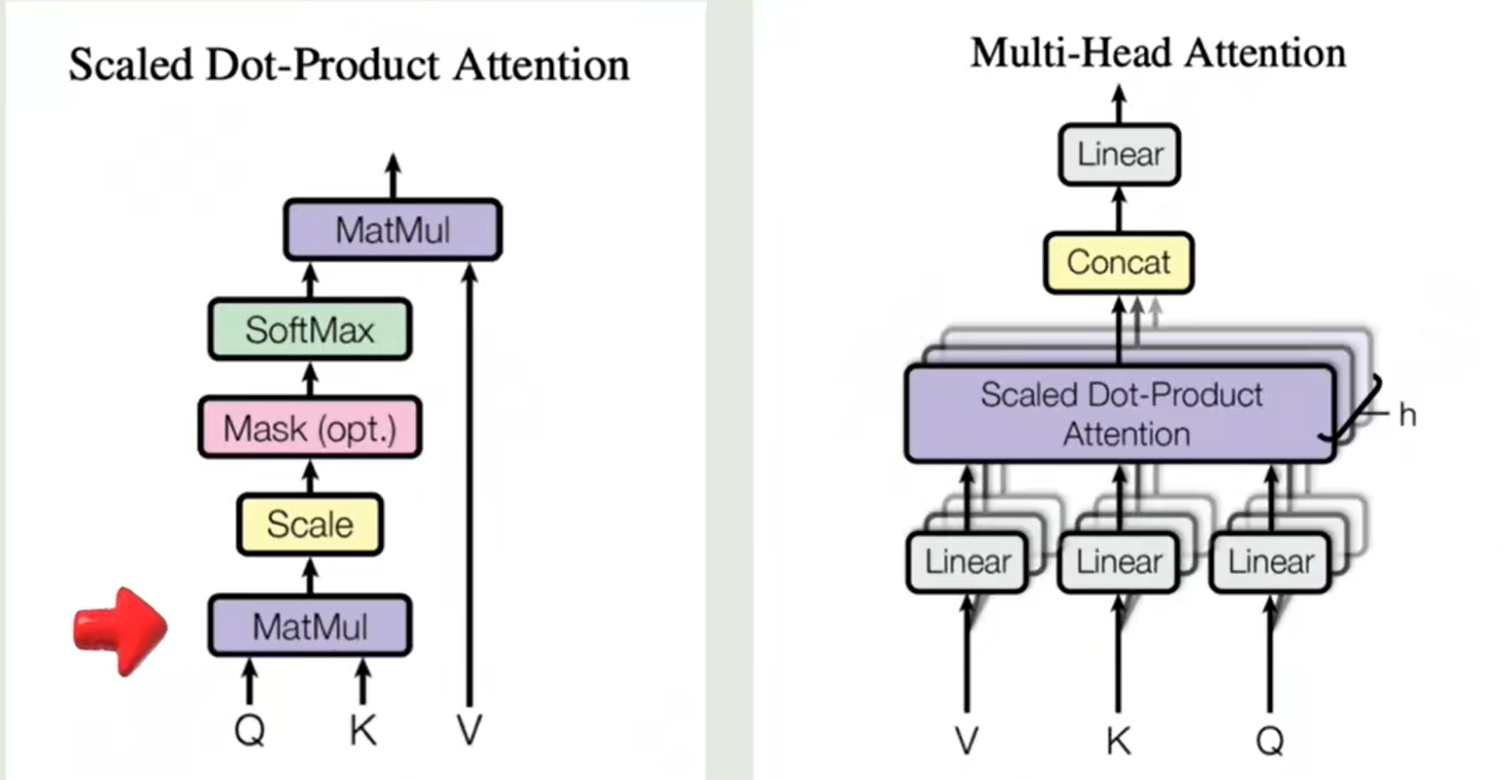 Scaled Dot-Product Attention
MatMul
SoftMax
Mask (opt.)
Scale
MatMul
Q K V
Multi-Head Attention
Linear
Concat
Scaled Dot-Product
Attention
h
Linear Linear Linear
V K Q